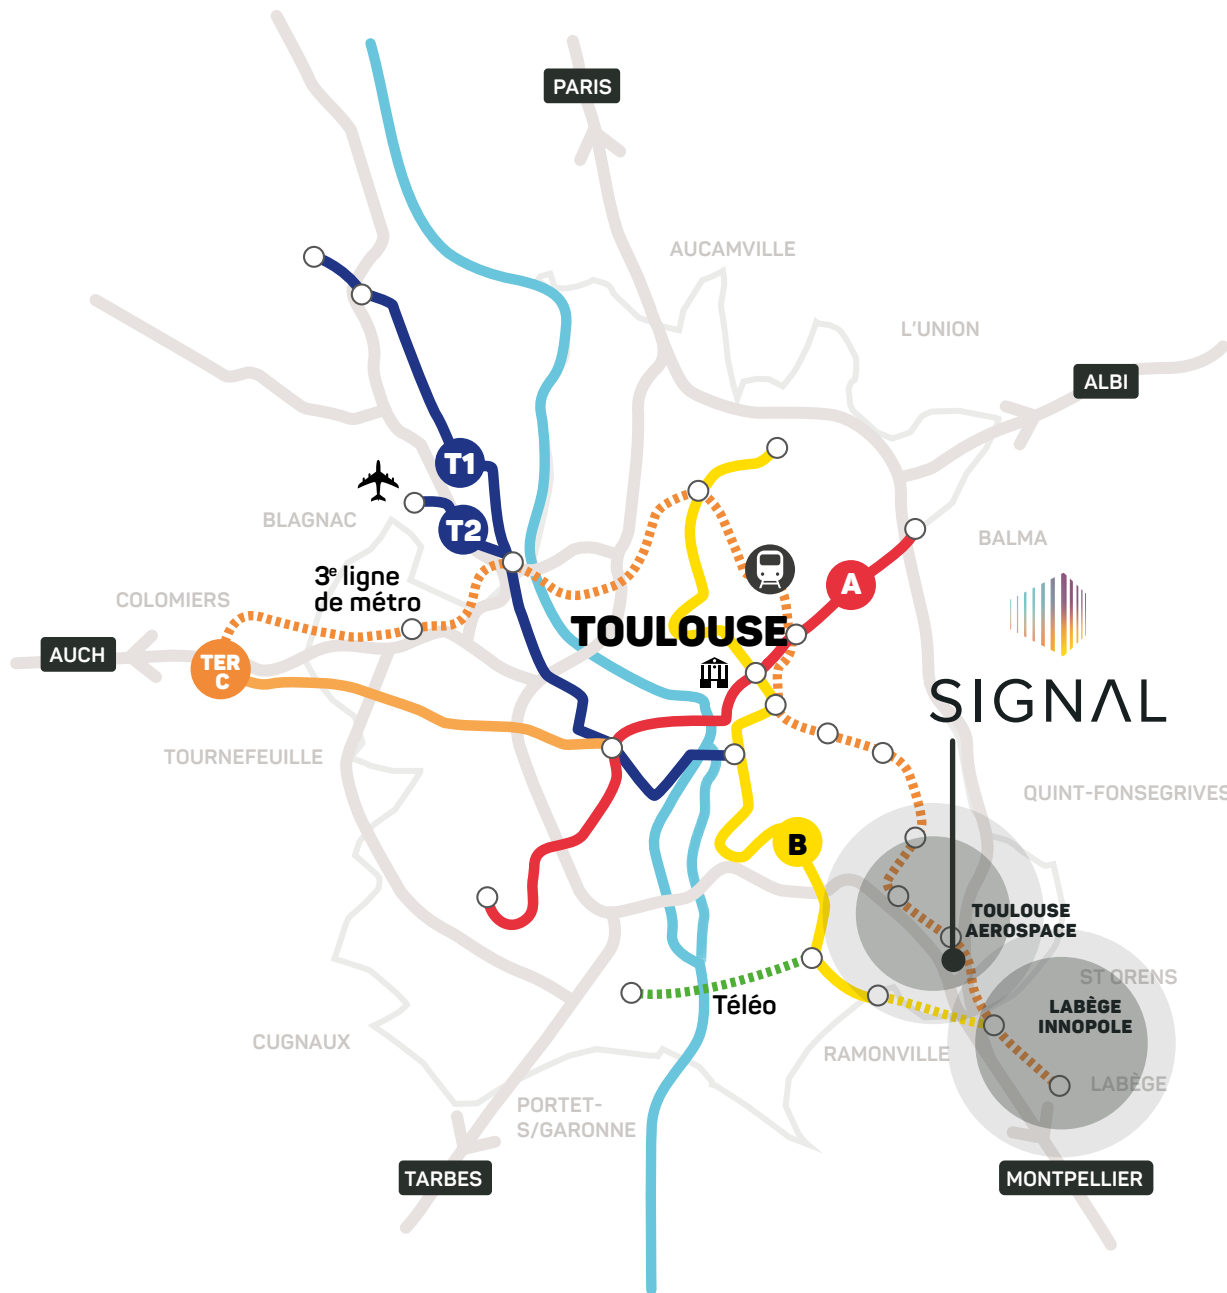 PARIS
AUCAMVILLE
L'UNION
ALBI
T1
T2
BLAGNAC
BALMA
3e ligne
de métro
A
COLOMIERS
TOULOUSE
AUCH
TER
C
SIGNAL
TOURNEFEUILLE
QUINT-FONSEGRIVES
B
TOULOUSE
AEROSPACE
ST ORENS
Téléo
LABÈGE
INNOPOLE
CUGNAUX
RAMONVILLE
LABÈGE
PORTET-
S/GARONNE
TARBES
MONTPELLIER